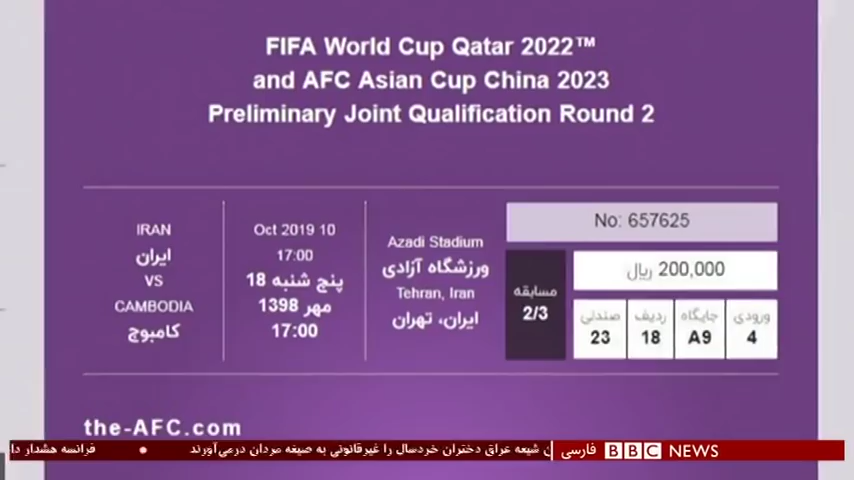 FIFA World Cup Qatar 2022™
and AFC Asian Cup China 2023
Preliminary Joint Qualification Round 2
IRAN
ایران
VS
CAMBODIA
کامبوج
Oct 2019 10
17:00
پنج شنبه 18
مهر 1398
17:00
Azadi Stadium
ورزشگاه آزادی
Tehran, Iran
ایران، تهران
No: 657625
200,000 ریال
مسابقه
2/3
ورودی
4
جایگاه
A9
ردیف
18
صندلی
23
the-AFC.com
BBC NEWS فارسی
شیعه عراق دختران خردسال را غیرقانونی به صیغه مردان درمی‌آورند • فرانسه هشدار